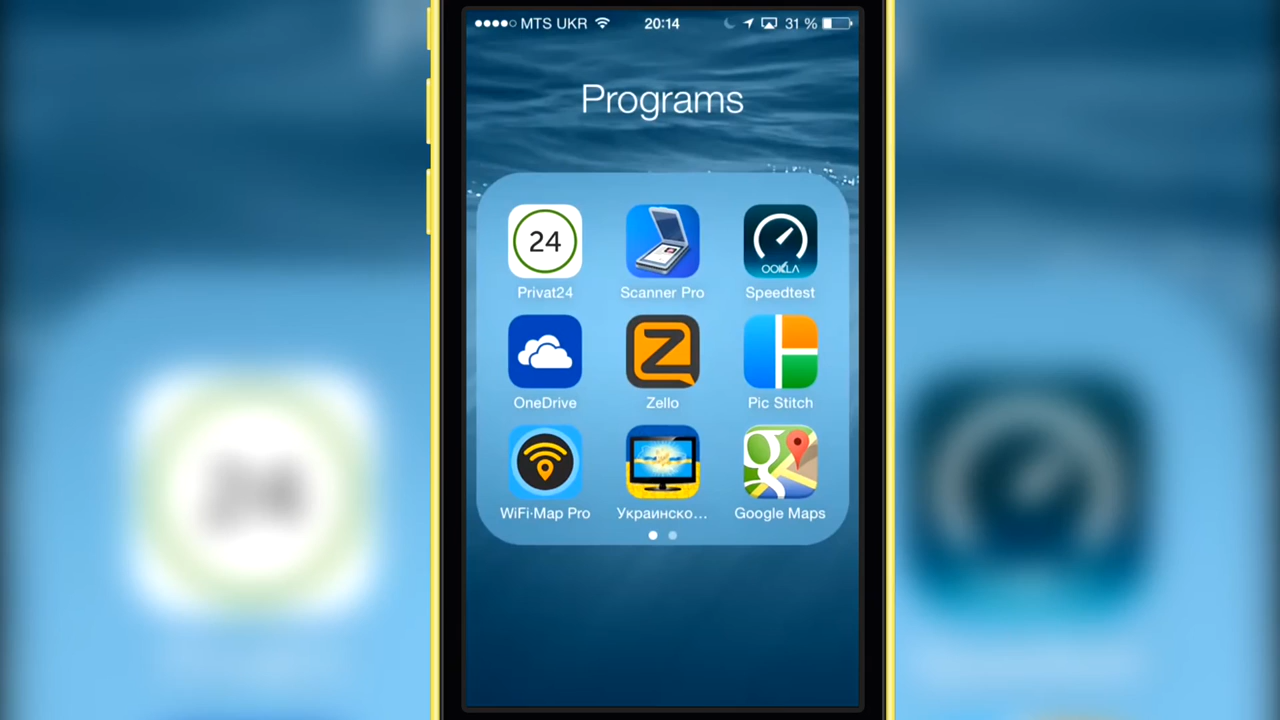 MTS UKR 20:14 31 %
Programs
24
OOKLA
Privat24 Scanner Pro Speedtest
Z
OneDrive Zello Pic Stitch
g
WiFi·Map Pro Украинско... Google Maps